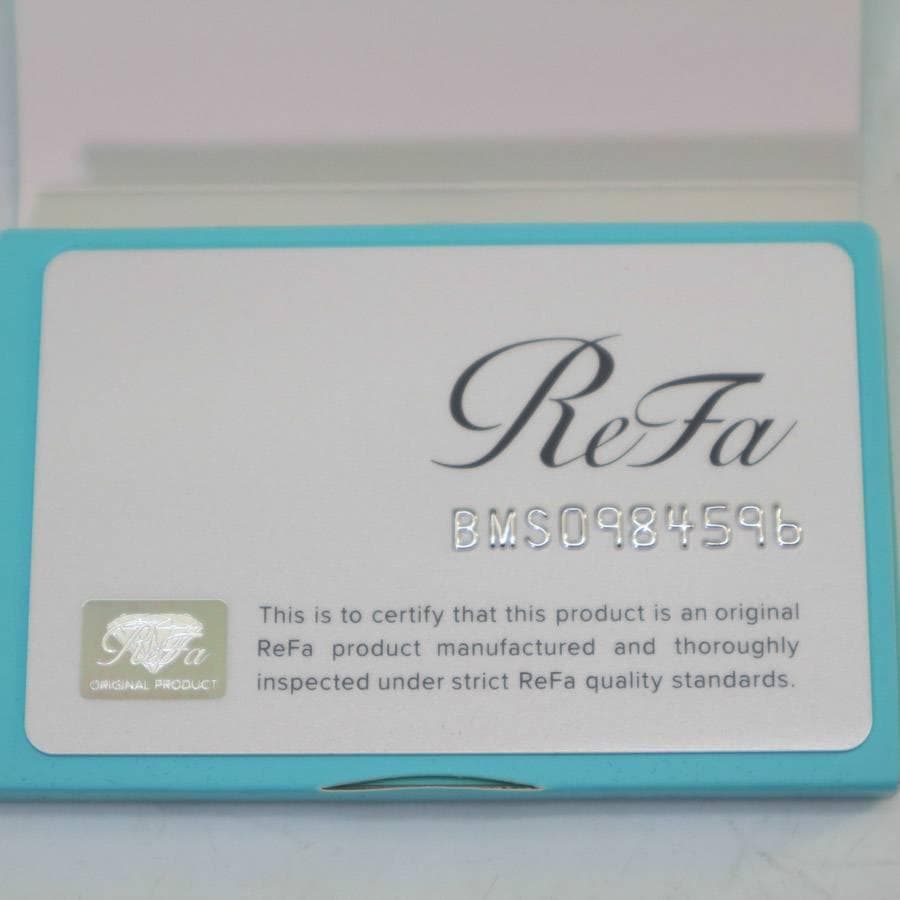 ReFa
BMS0984596
This is to certify that this product is an original
ReFa product manufactured and thoroughly
inspected under strict ReFa quality standards.
ReFa
ORIGINAL PRODUCT